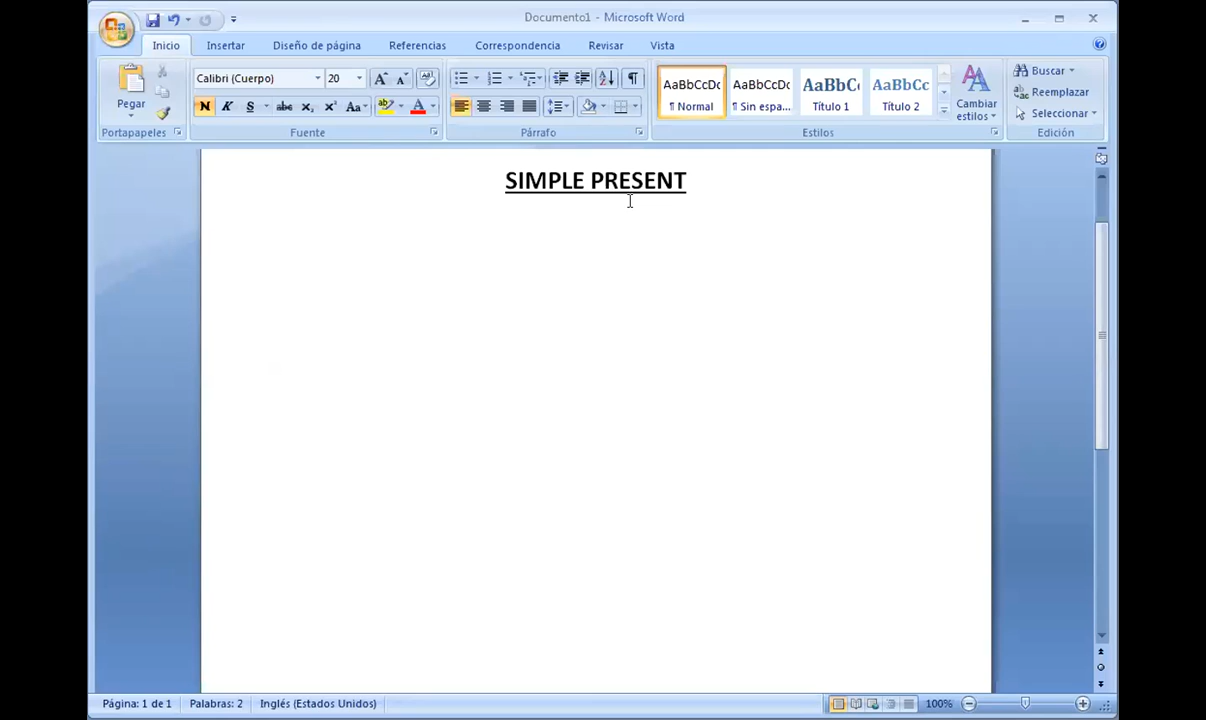 Documento1 - Microsoft Word
Inicio Insertar Diseño de página Referencias Correspondencia Revisar Vista
Pegar
Portapapeles
Calibri (Cuerpo) 20
N K S abc x₂ x² Aa A
Fuente
Párrafo
AaBbCcDc AaBbCcDc AaBbC AaBbCc
¶ Normal ¶ Sin espa... Título 1 Título 2
Cambiar
estilos
Estilos
Buscar
Reemplazar
Seleccionar
Edición
SIMPLE PRESENT
Página: 1 de 1 Palabras: 2 Inglés (Estados Unidos) 100%